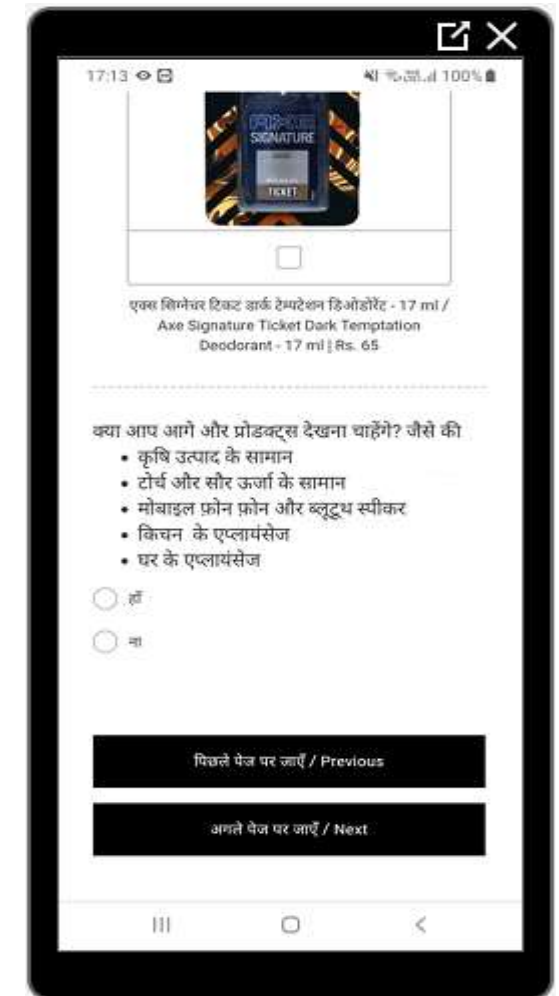 17:13
100%
AXE
SIGNATURE
TICKET
एक्स सिग्नेचर टिकट डार्क टेम्पटेशन डिओडोरेंट - 17 ml /
Axe Signature Ticket Dark Temptation
Deodorant - 17 ml | Rs. 65
क्या आप आगे और प्रोडक्ट्स देखना चाहेंगे? जैसे की
• कृषि उत्पाद के सामान
• टोर्च और सौर ऊर्जा के सामान
• मोबाइल फ़ोन फ़ोन और ब्लूटूथ स्पीकर
• किचन के एप्लायंसेज
• घर के एप्लायंसेज
हाँ
ना
पिछले पेज पर जाएँ / Previous
अगले पेज पर जाएँ / Next